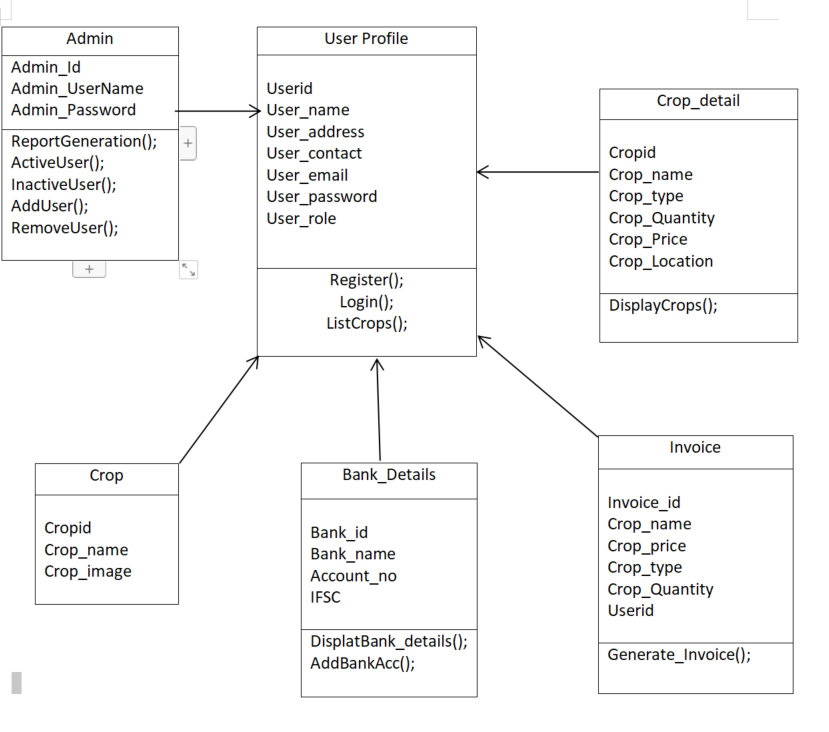 Admin
Admin_Id
Admin_UserName
Admin_Password
ReportGeneration();
ActiveUser();
InactiveUser();
AddUser();
RemoveUser();
User Profile
Userid
User_name
User_address
User_contact
User_email
User_password
User_role
Register();
Login();
ListCrops();
Crop_detail
Cropid
Crop_name
Crop_type
Crop_Quantity
Crop_Price
Crop_Location
DisplayCrops();
Crop
Cropid
Crop_name
Crop_image
Bank_Details
Bank_id
Bank_name
Account_no
IFSC
DisplatBank_details();
AddBankAcc();
Invoice
Invoice_id
Crop_name
Crop_price
Crop_type
Crop_Quantity
Userid
Generate_Invoice();